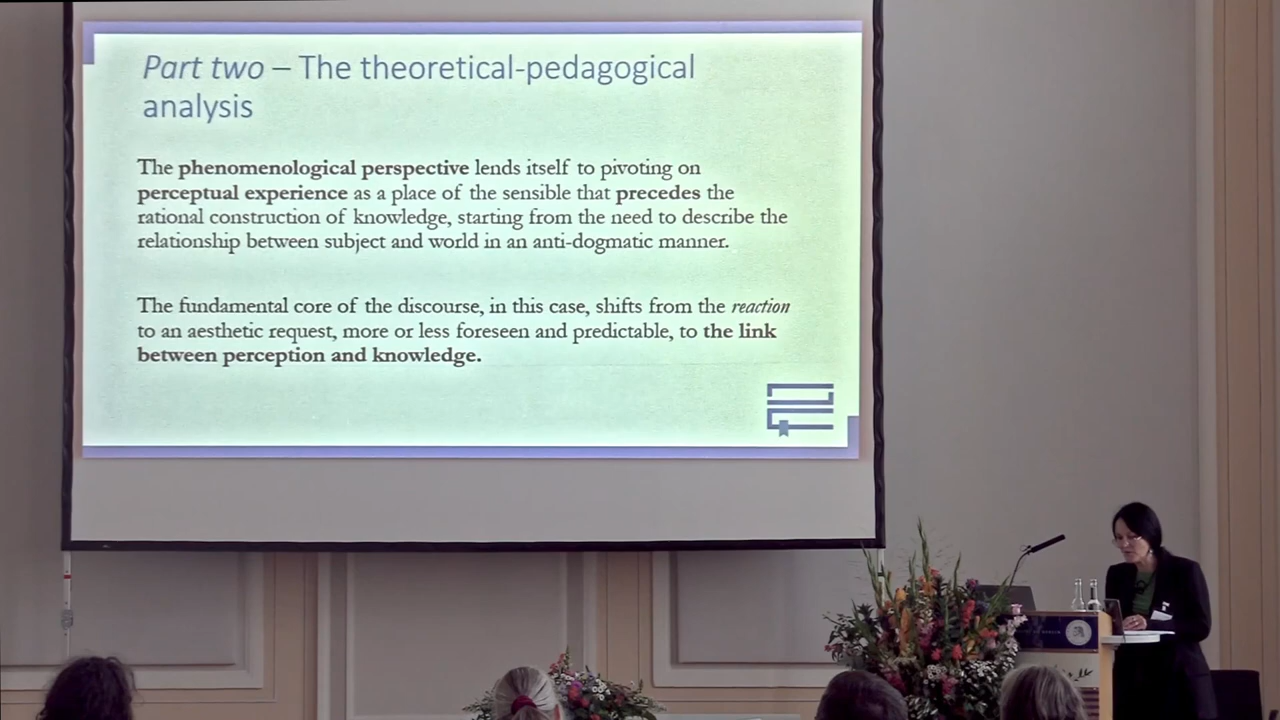 Part two – The theoretical-pedagogical
analysis
The phenomenological perspective lends itself to pivoting on
perceptual experience as a place of the sensible that precedes the
rational construction of knowledge, starting from the need to describe the
relationship between subject and world in an anti-dogmatic manner.
The fundamental core of the discourse, in this case, shifts from the reaction
to an aesthetic request, more or less foreseen and predictable, to the link
between perception and knowledge.